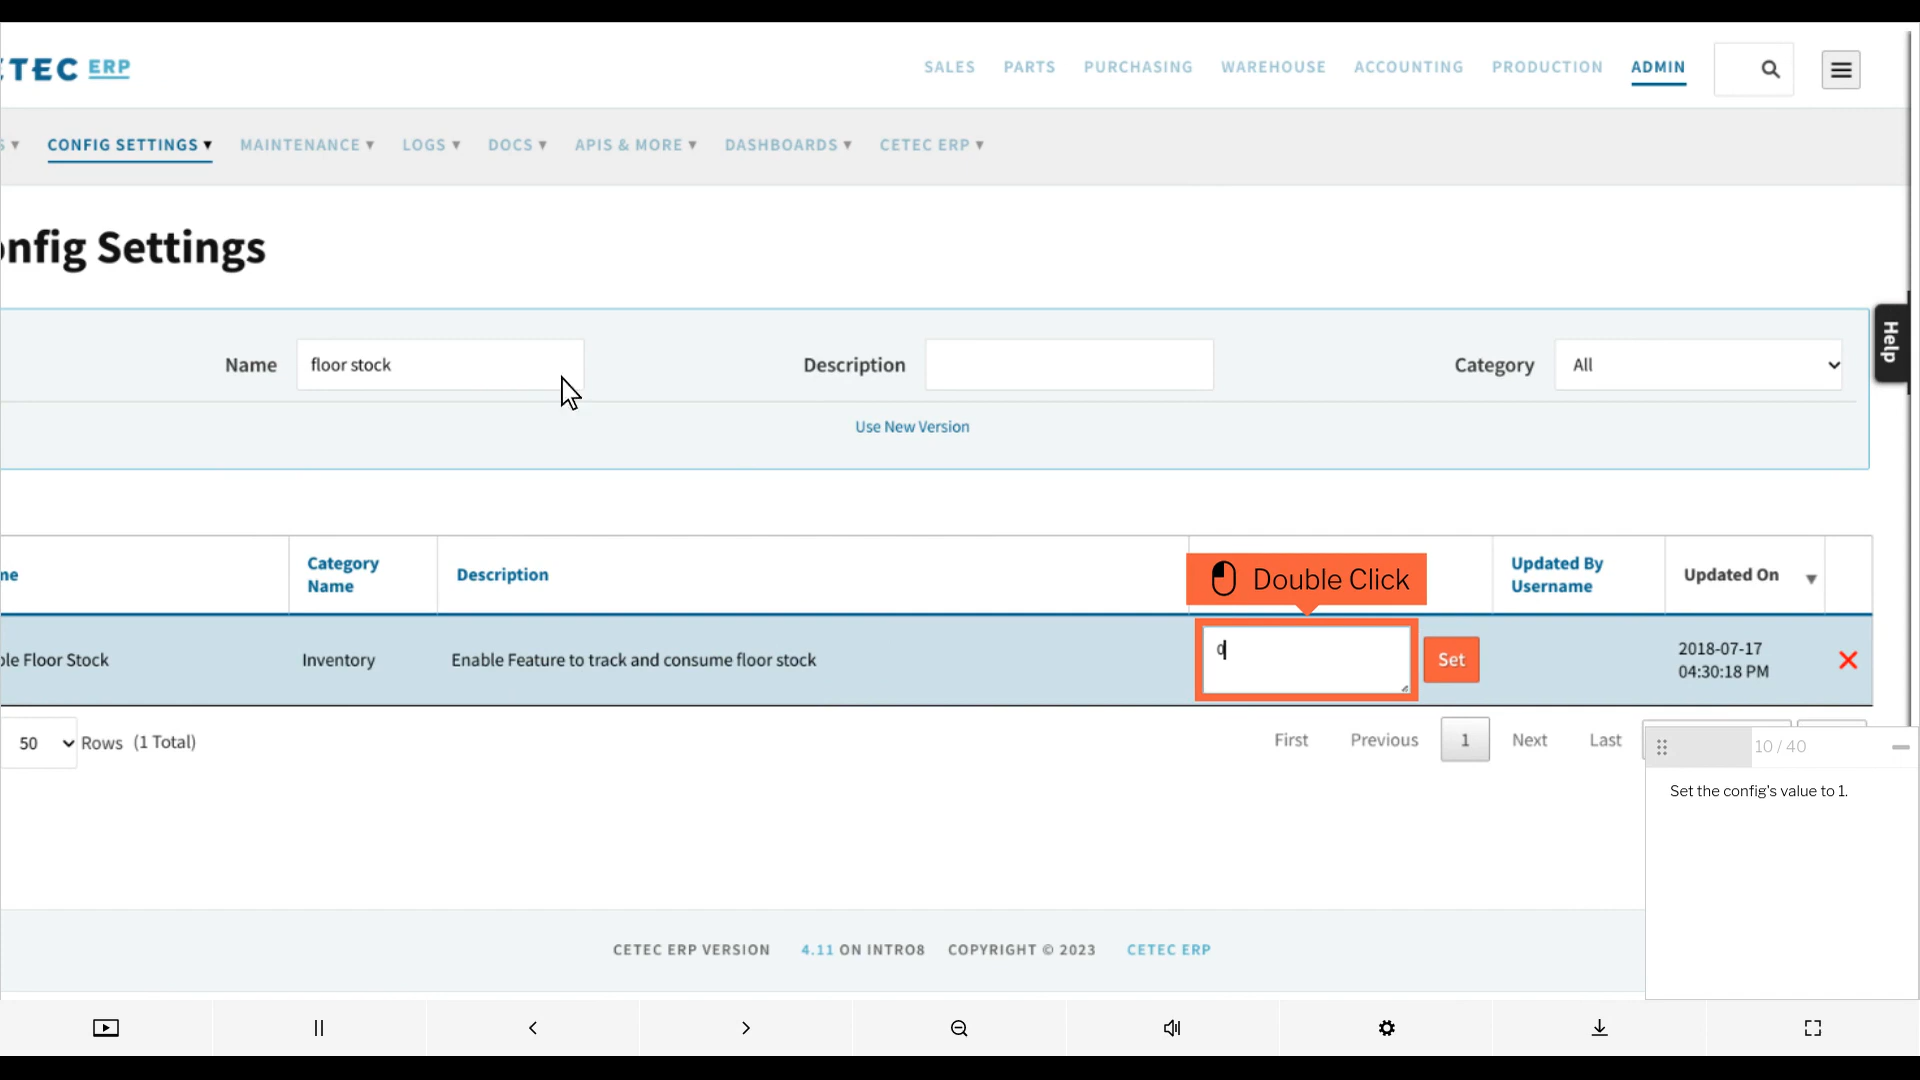 CETEC ERP
SALES PARTS PURCHASING WAREHOUSE ACCOUNTING PRODUCTION ADMIN
S ▾ CONFIG SETTINGS ▾ MAINTENANCE ▾ LOGS ▾ DOCS ▾ APIS & MORE ▾ DASHBOARDS ▾ CETEC ERP ▾
onfig Settings
Help
Name floor stock Description Category All
Use New Version
me Category Name Description Updated By Username Updated On
Double Click
ble Floor Stock Inventory Enable Feature to track and consume floor stock 0 Set 2018-07-17 04:30:18 PM
50 Rows (1 Total) First Previous 1 Next Last
10 / 40
Set the config's value to 1.
CETEC ERP VERSION 4.11 ON INTRO8 COPYRIGHT © 2023 CETEC ERP